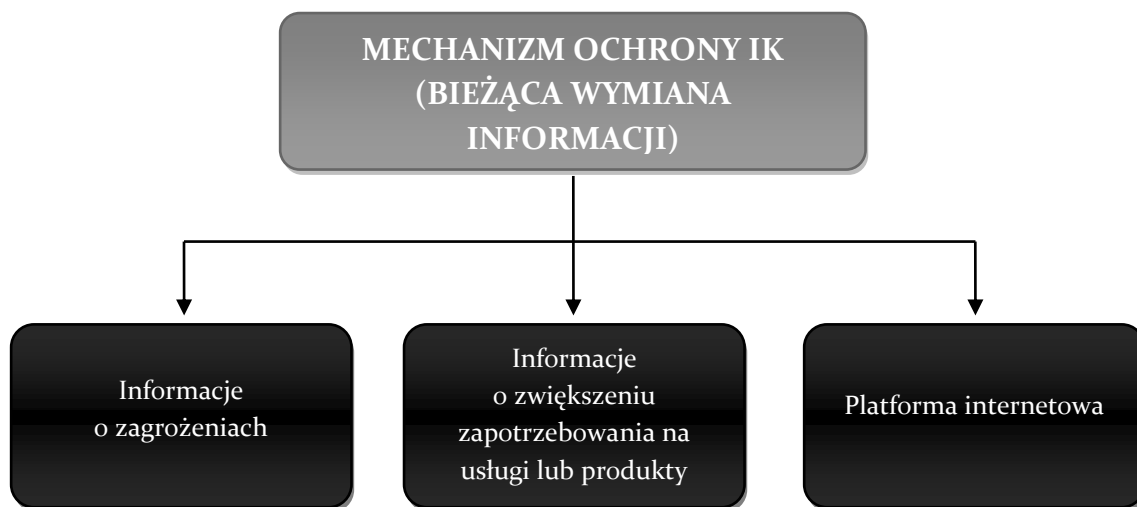 MECHANIZM OCHRONY IK
(BIEŻĄCA WYMIANA
INFORMACJI)
Informacje
o zagrożeniach
Informacje
o zwiększeniu
zapotrzebowania na
usługi lub produkty
Platforma internetowa